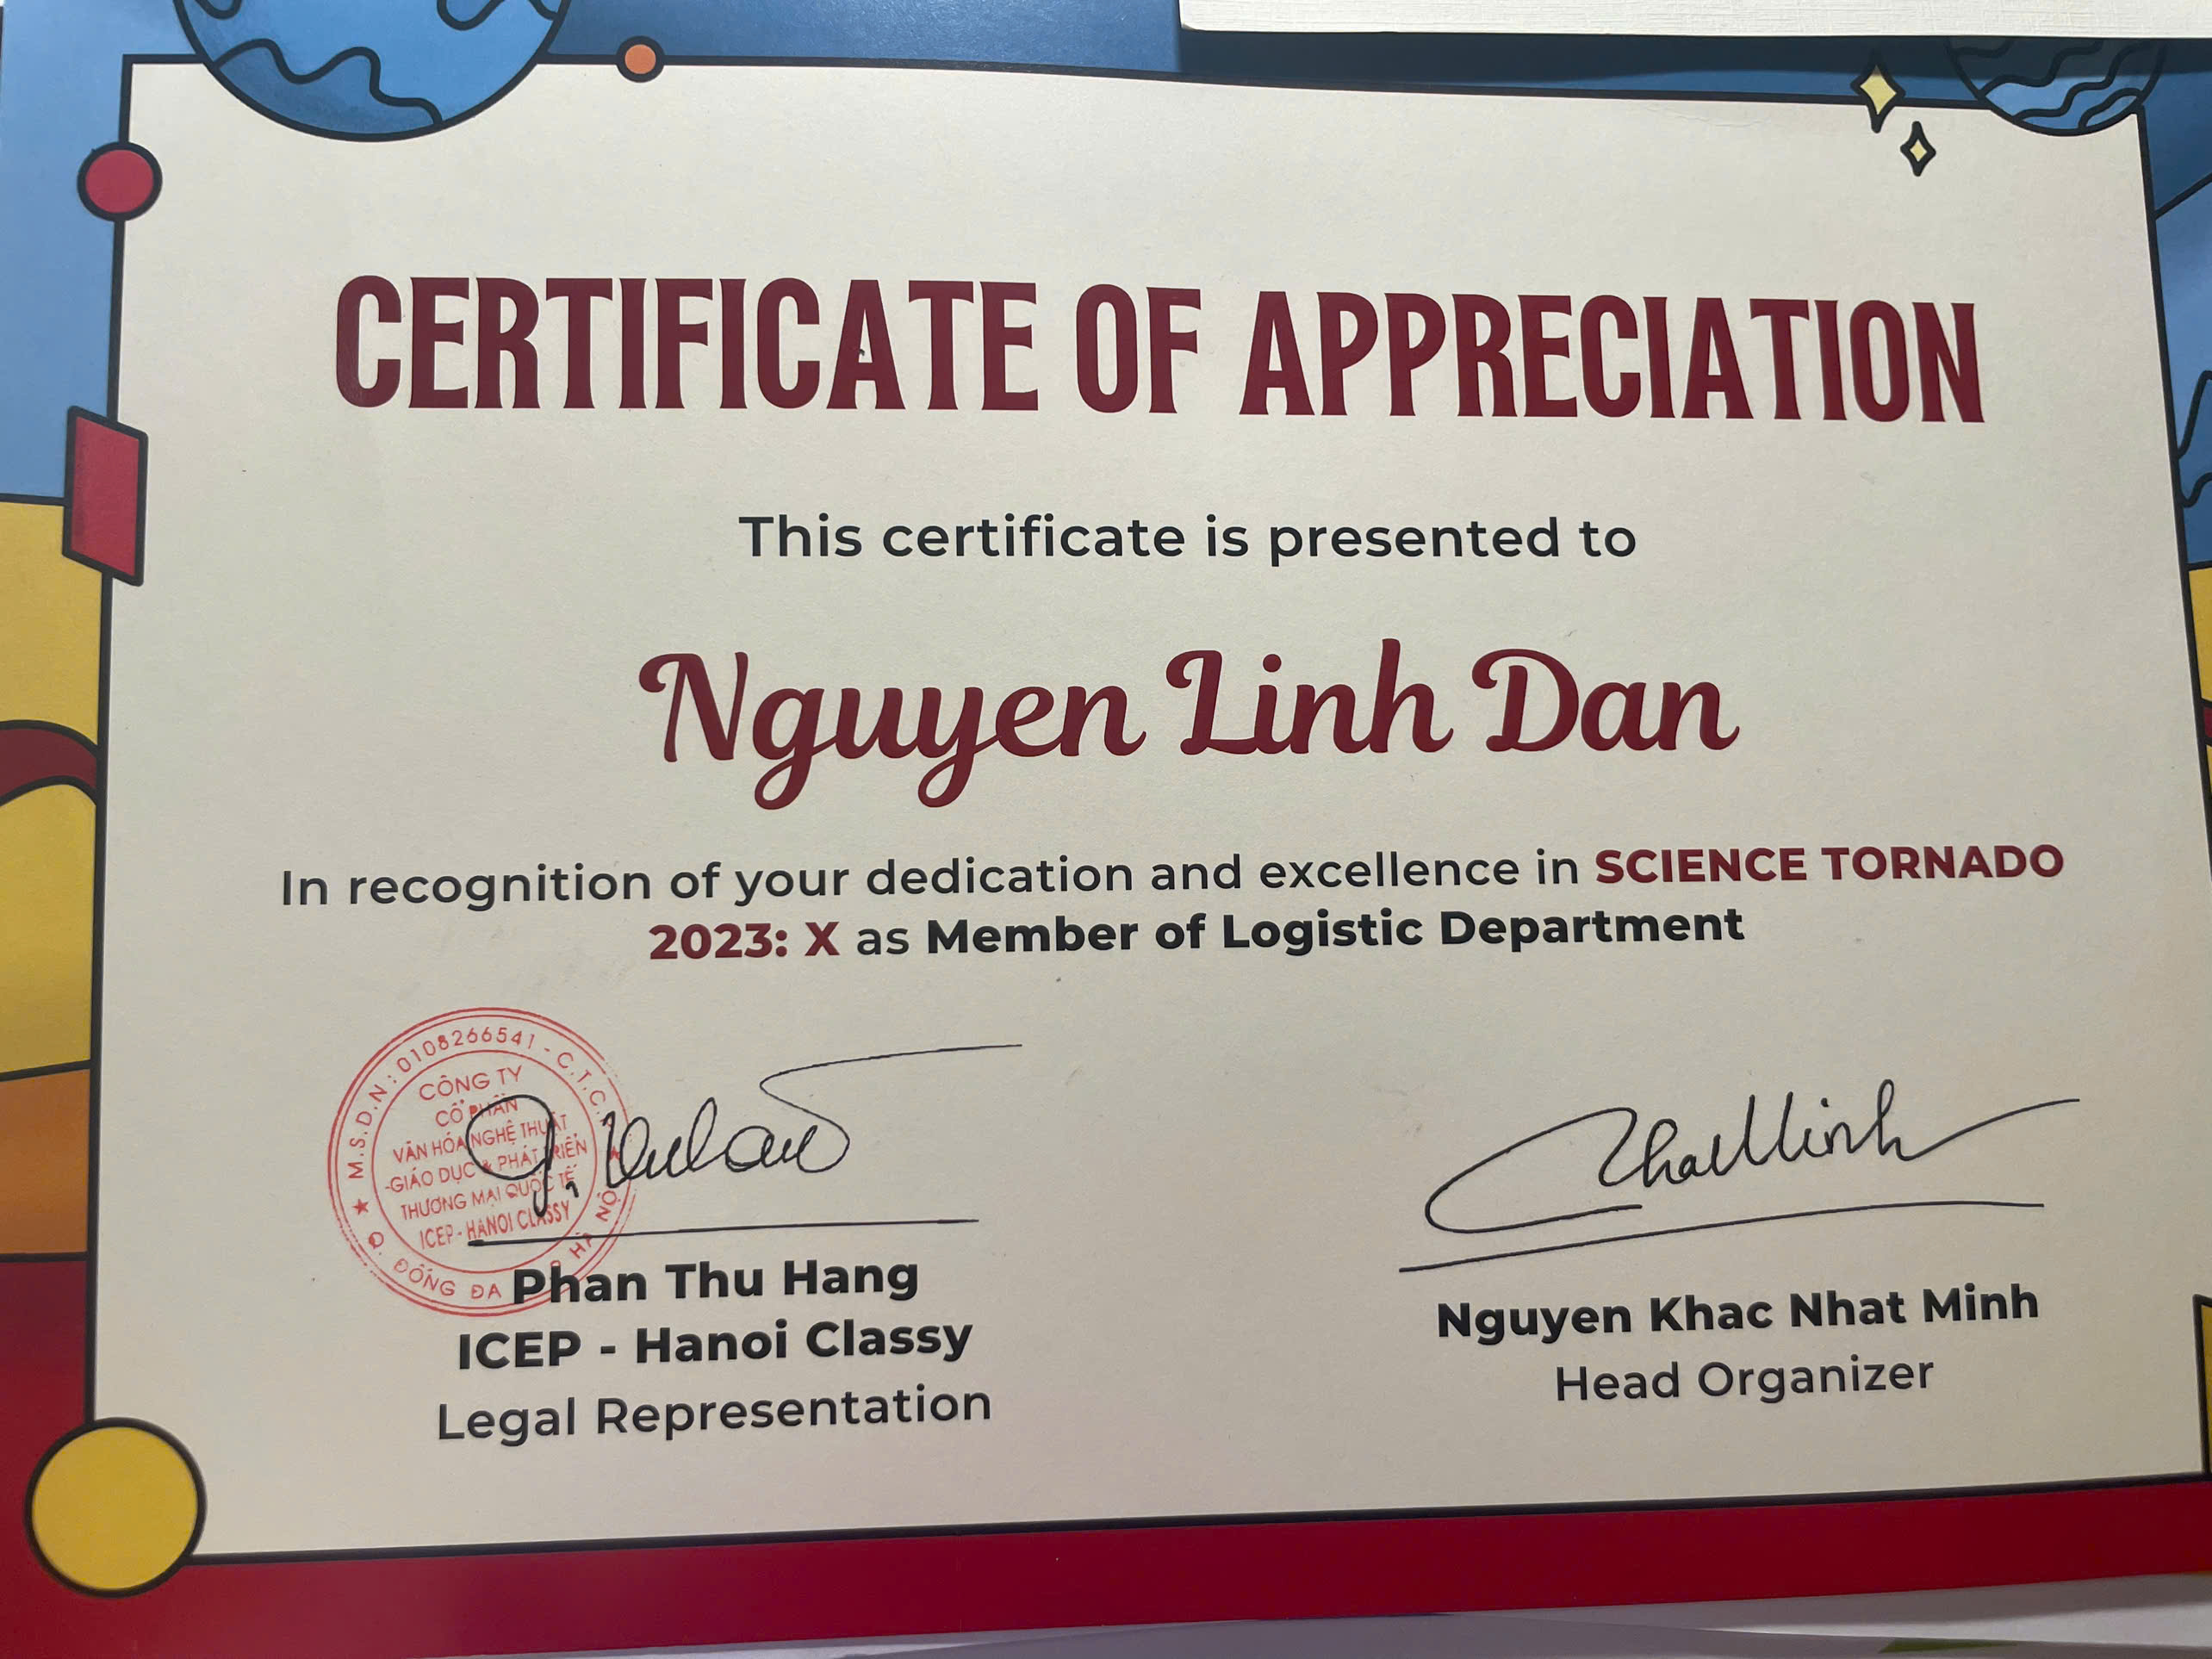 CERTIFICATE OF APPRECIATION
This certificate is presented to
Nguyen Linh Dan
In recognition of your dedication and excellence in SCIENCE TORNADO
2023: X as Member of Logistic Department
M.S.D.N: 0108266541 - C.T.C.P
CÔNG TY
CỔ PHẦN
VĂN HÓA NGHỆ THUẬT
-GIÁO DỤC & PHÁT TRIỂN
THƯƠNG MẠI QUỐC TẾ
ICEP - HANOI CLASSY
Q. ĐỐNG ĐA HÀ NỘI
Phan Thu Hang
ICEP - Hanoi Classy
Legal Representation
Nguyen Khac Nhat Minh
Head Organizer